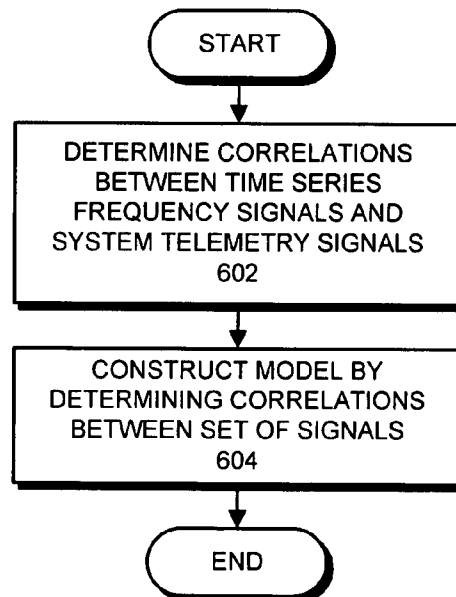 START
DETERMINE CORRELATIONS
BETWEEN TIME SERIES
FREQUENCY SIGNALS AND
SYSTEM TELEMETRY SIGNALS
602
CONSTRUCT MODEL BY
DETERMINING CORRELATIONS
BETWEEN SET OF SIGNALS
604
END